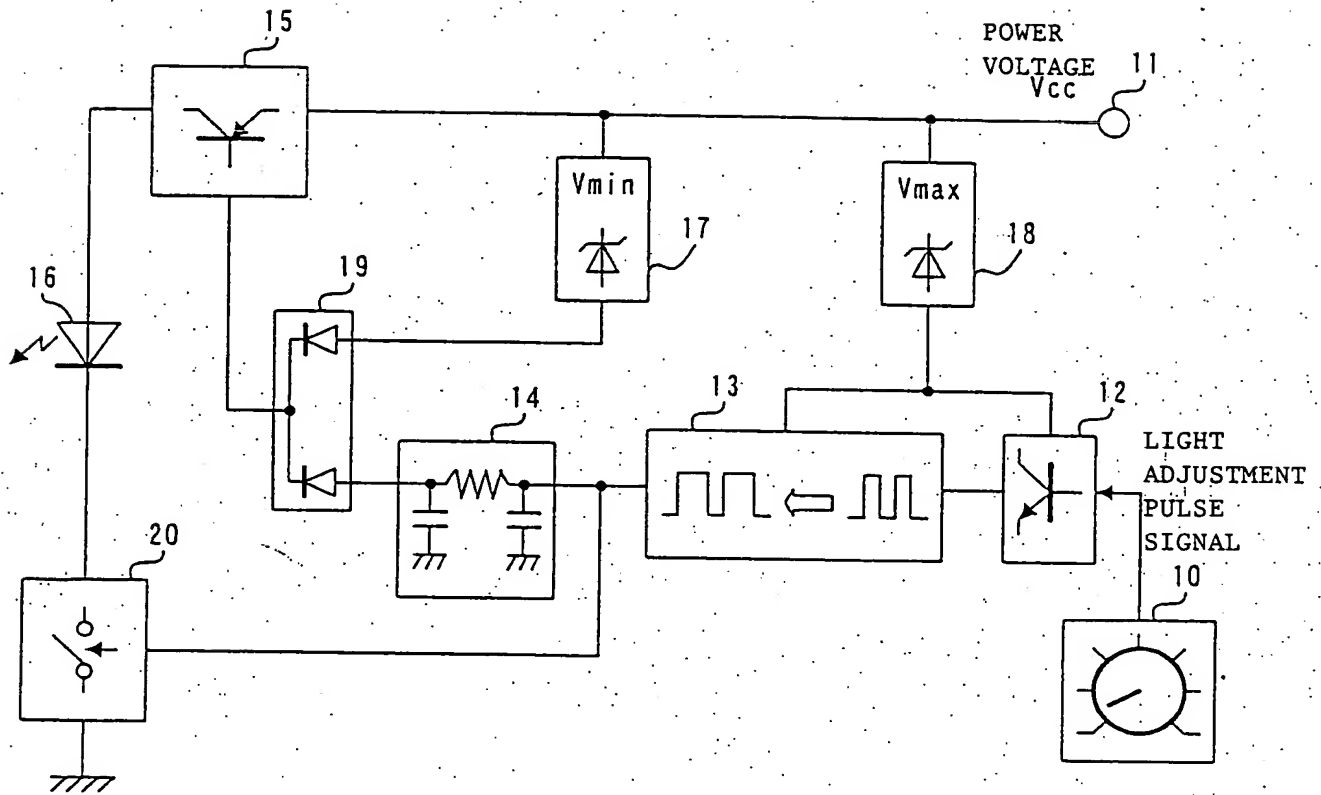 15
POWER
VOLTAGE
Vcc
11
Vmin
17
Vmax
18
16
19
14
13
12
LIGHT
ADJUSTMENT
PULSE
SIGNAL
20
10